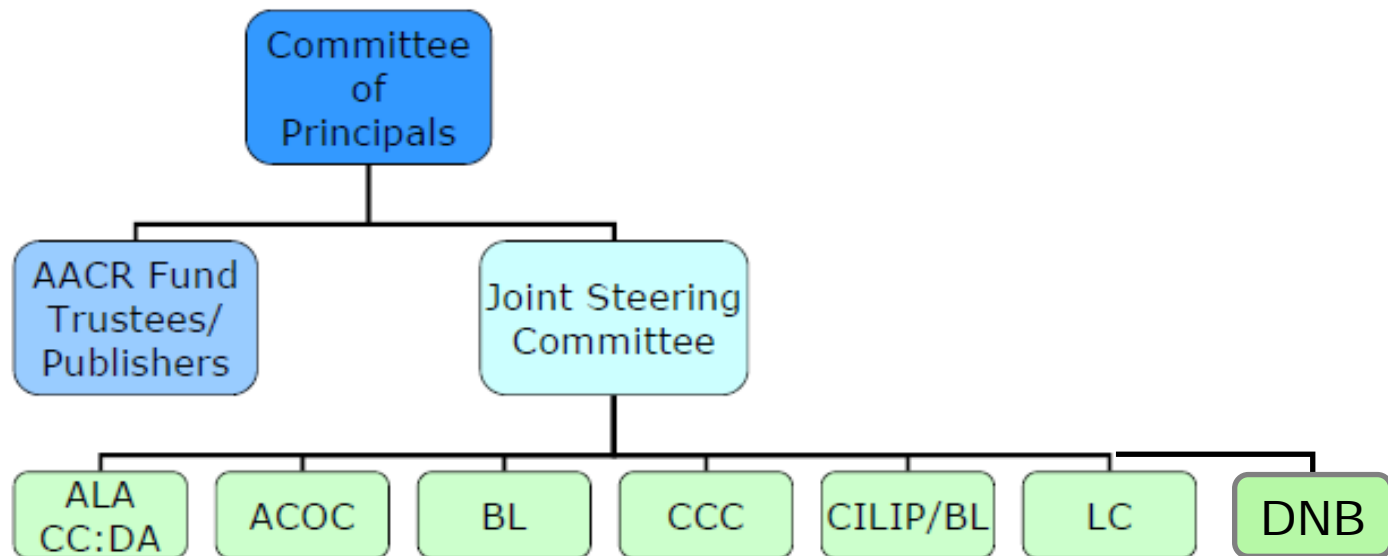 Committee
of
Principals
AACR Fund
Trustees/
Publishers
Joint Steering
Committee
ALA
CC:DA
ACOC
BL
CCC
CILIP/BL
LC
DNB